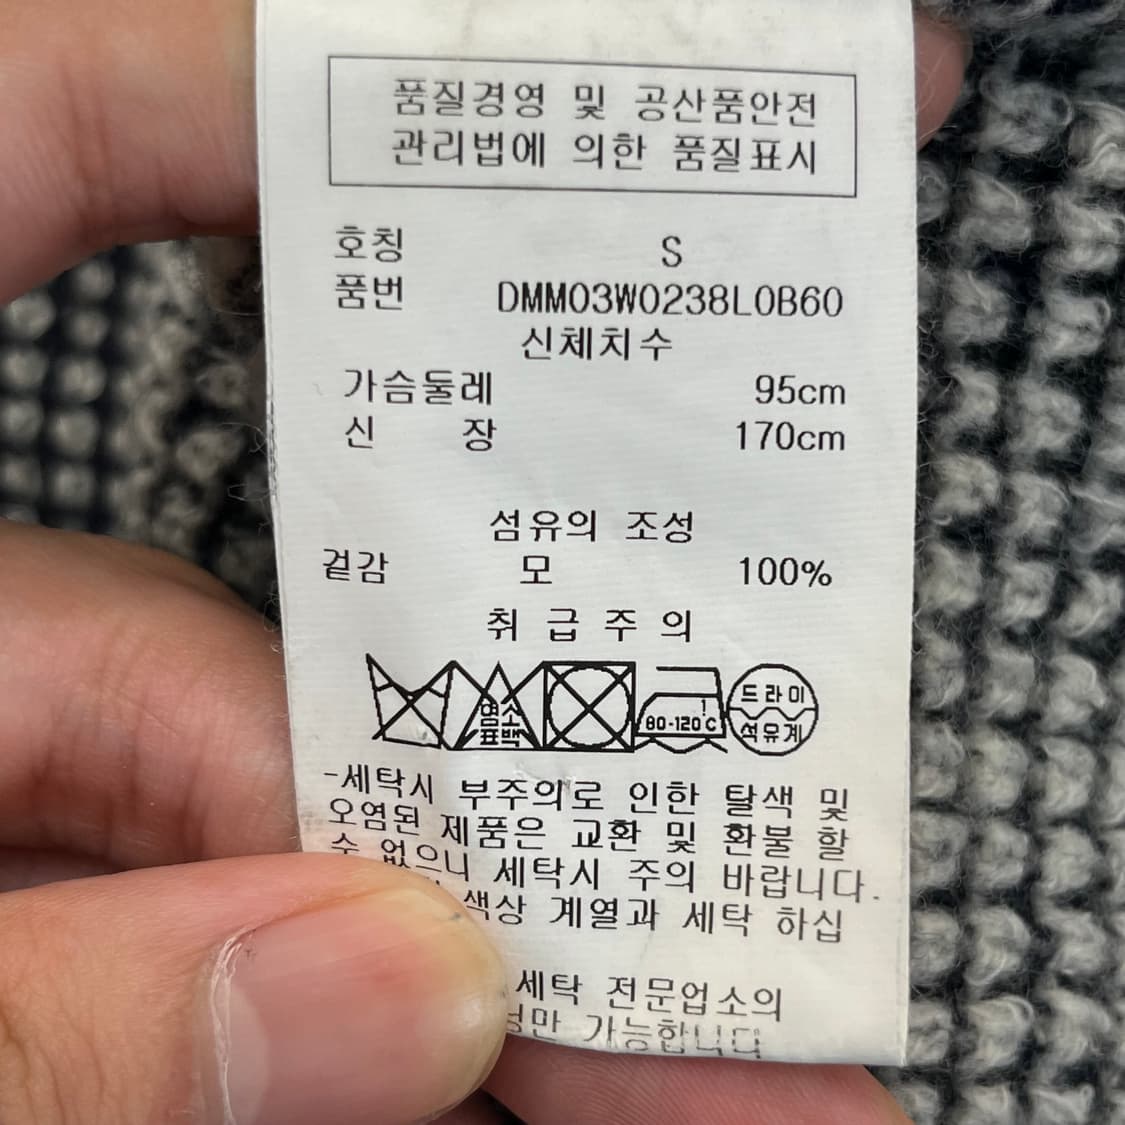 품질경영 및 공산품안전
관리법에 의한 품질표시
호칭 S
품번 DMM03W0238L0B60
신체치수
가슴둘레 95cm
신 장 170cm
섬유의 조성
겉감 모 100%
취급주의
염소
표백
80-120℃
드라이
석유계
-세탁시 부주의로 인한 탈색 및
오염된 제품은 교환 및 환불 할
수 없으니 세탁시 주의 바랍니다.
색상 계열과 세탁 하십
세탁 전문업소의
가능합니다